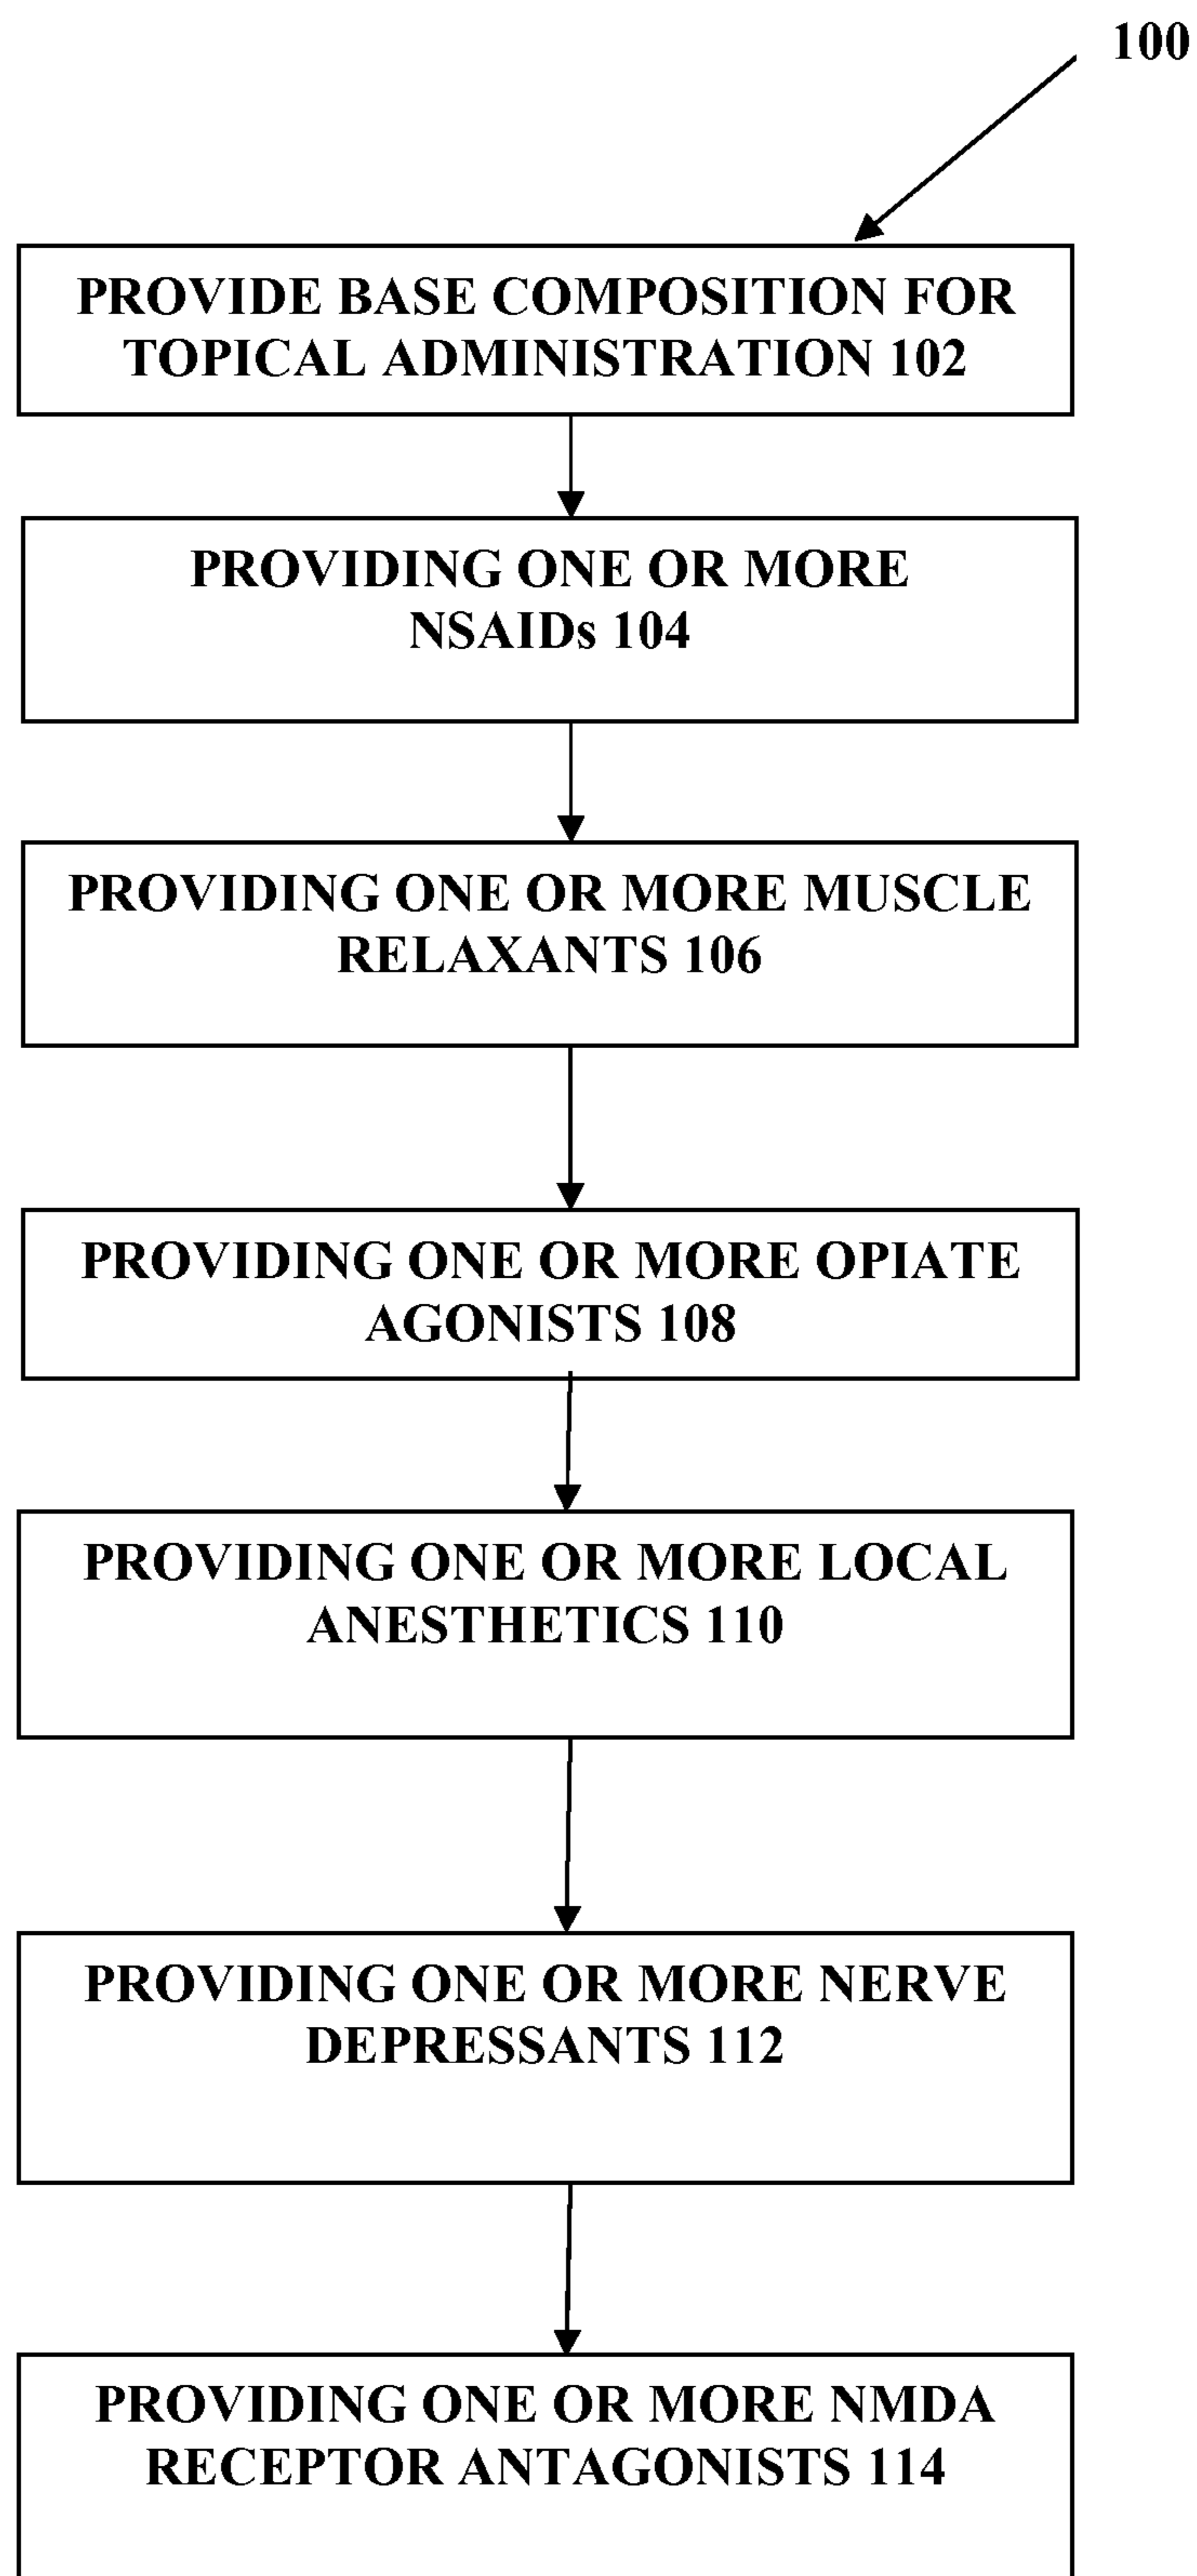 100
PROVIDE BASE COMPOSITION FOR
TOPICAL ADMINISTRATION 102
PROVIDING ONE OR MORE
NSAIDs 104
PROVIDING ONE OR MORE MUSCLE
RELAXANTS 106
PROVIDING ONE OR MORE OPIATE
AGONISTS 108
PROVIDING ONE OR MORE LOCAL
ANESTHETICS 110
PROVIDING ONE OR MORE NERVE
DEPRESSANTS 112
PROVIDING ONE OR MORE NMDA
RECEPTOR ANTAGONISTS 114